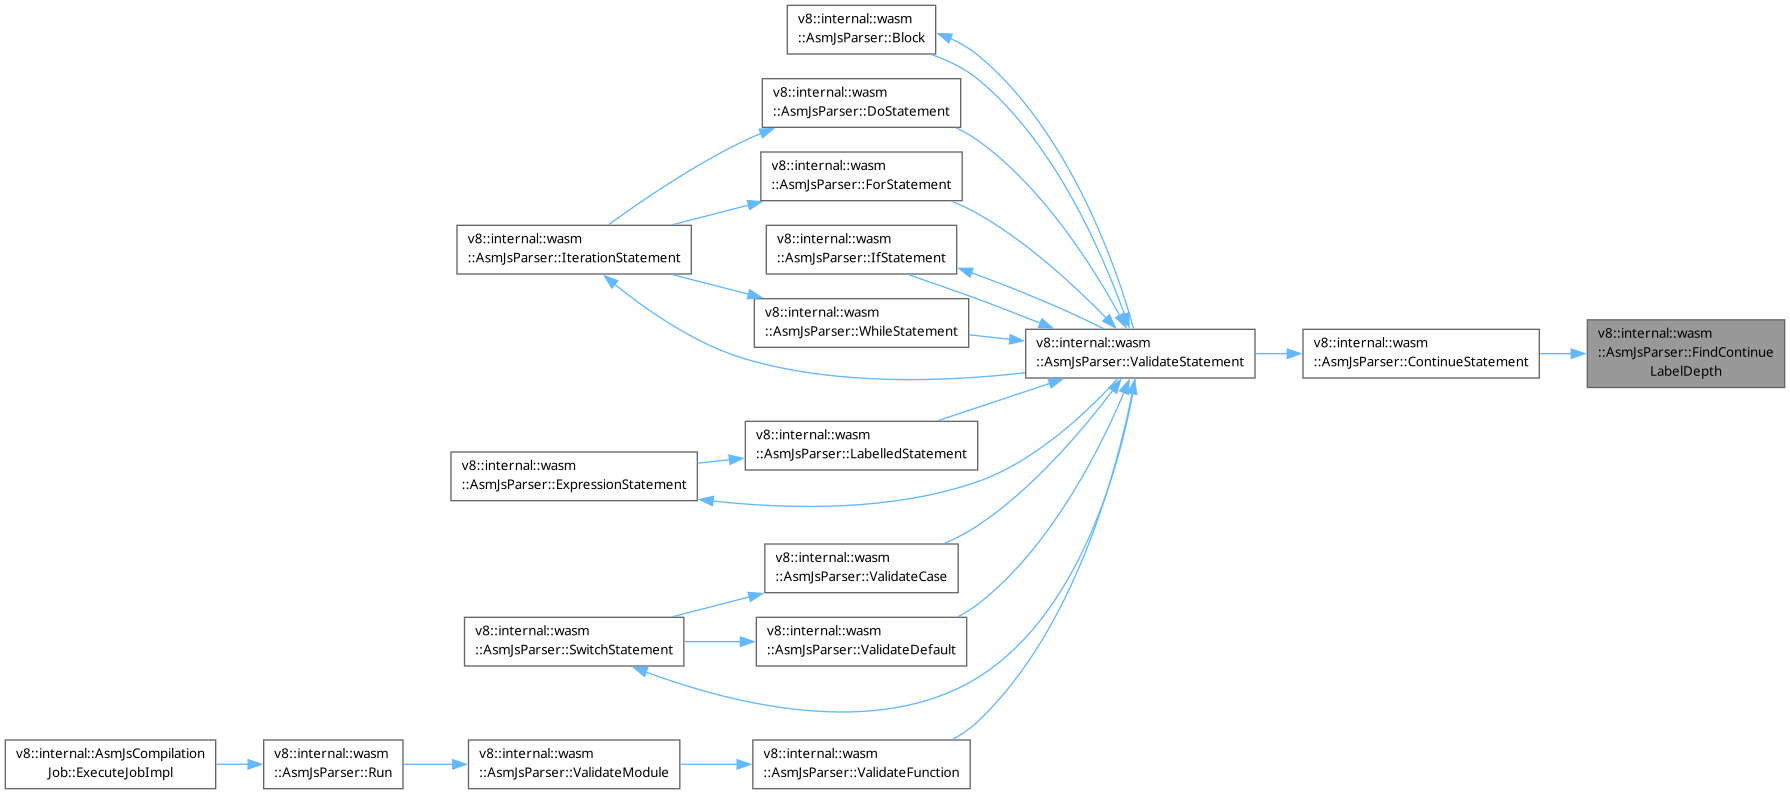 v8::internal::wasm
::AsmJsParser::Block
v8::internal::wasm
::AsmJsParser::DoStatement
v8::internal::wasm
::AsmJsParser::ForStatement
v8::internal::wasm
::AsmJsParser::IterationStatement
v8::internal::wasm
::AsmJsParser::IfStatement
v8::internal::wasm
::AsmJsParser::WhileStatement
v8::internal::wasm
::AsmJsParser::ValidateStatement
v8::internal::wasm
::AsmJsParser::ContinueStatement
v8::internal::wasm
::AsmJsParser::FindContinue
LabelDepth
v8::internal::wasm
::AsmJsParser::LabelledStatement
v8::internal::wasm
::AsmJsParser::ExpressionStatement
v8::internal::wasm
::AsmJsParser::ValidateCase
v8::internal::wasm
::AsmJsParser::SwitchStatement
v8::internal::wasm
::AsmJsParser::ValidateDefault
v8::internal::AsmJsCompilation
Job::ExecuteJobImpl
v8::internal::wasm
::AsmJsParser::Run
v8::internal::wasm
::AsmJsParser::ValidateModule
v8::internal::wasm
::AsmJsParser::ValidateFunction